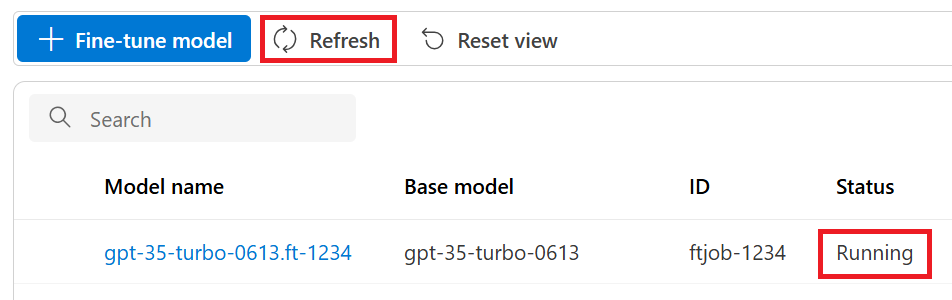 Fine-tune model Refresh Reset view
Search
Model name Base model ID Status
gpt-35-turbo-0613.ft-1234 gpt-35-turbo-0613 ftjob-1234 Running